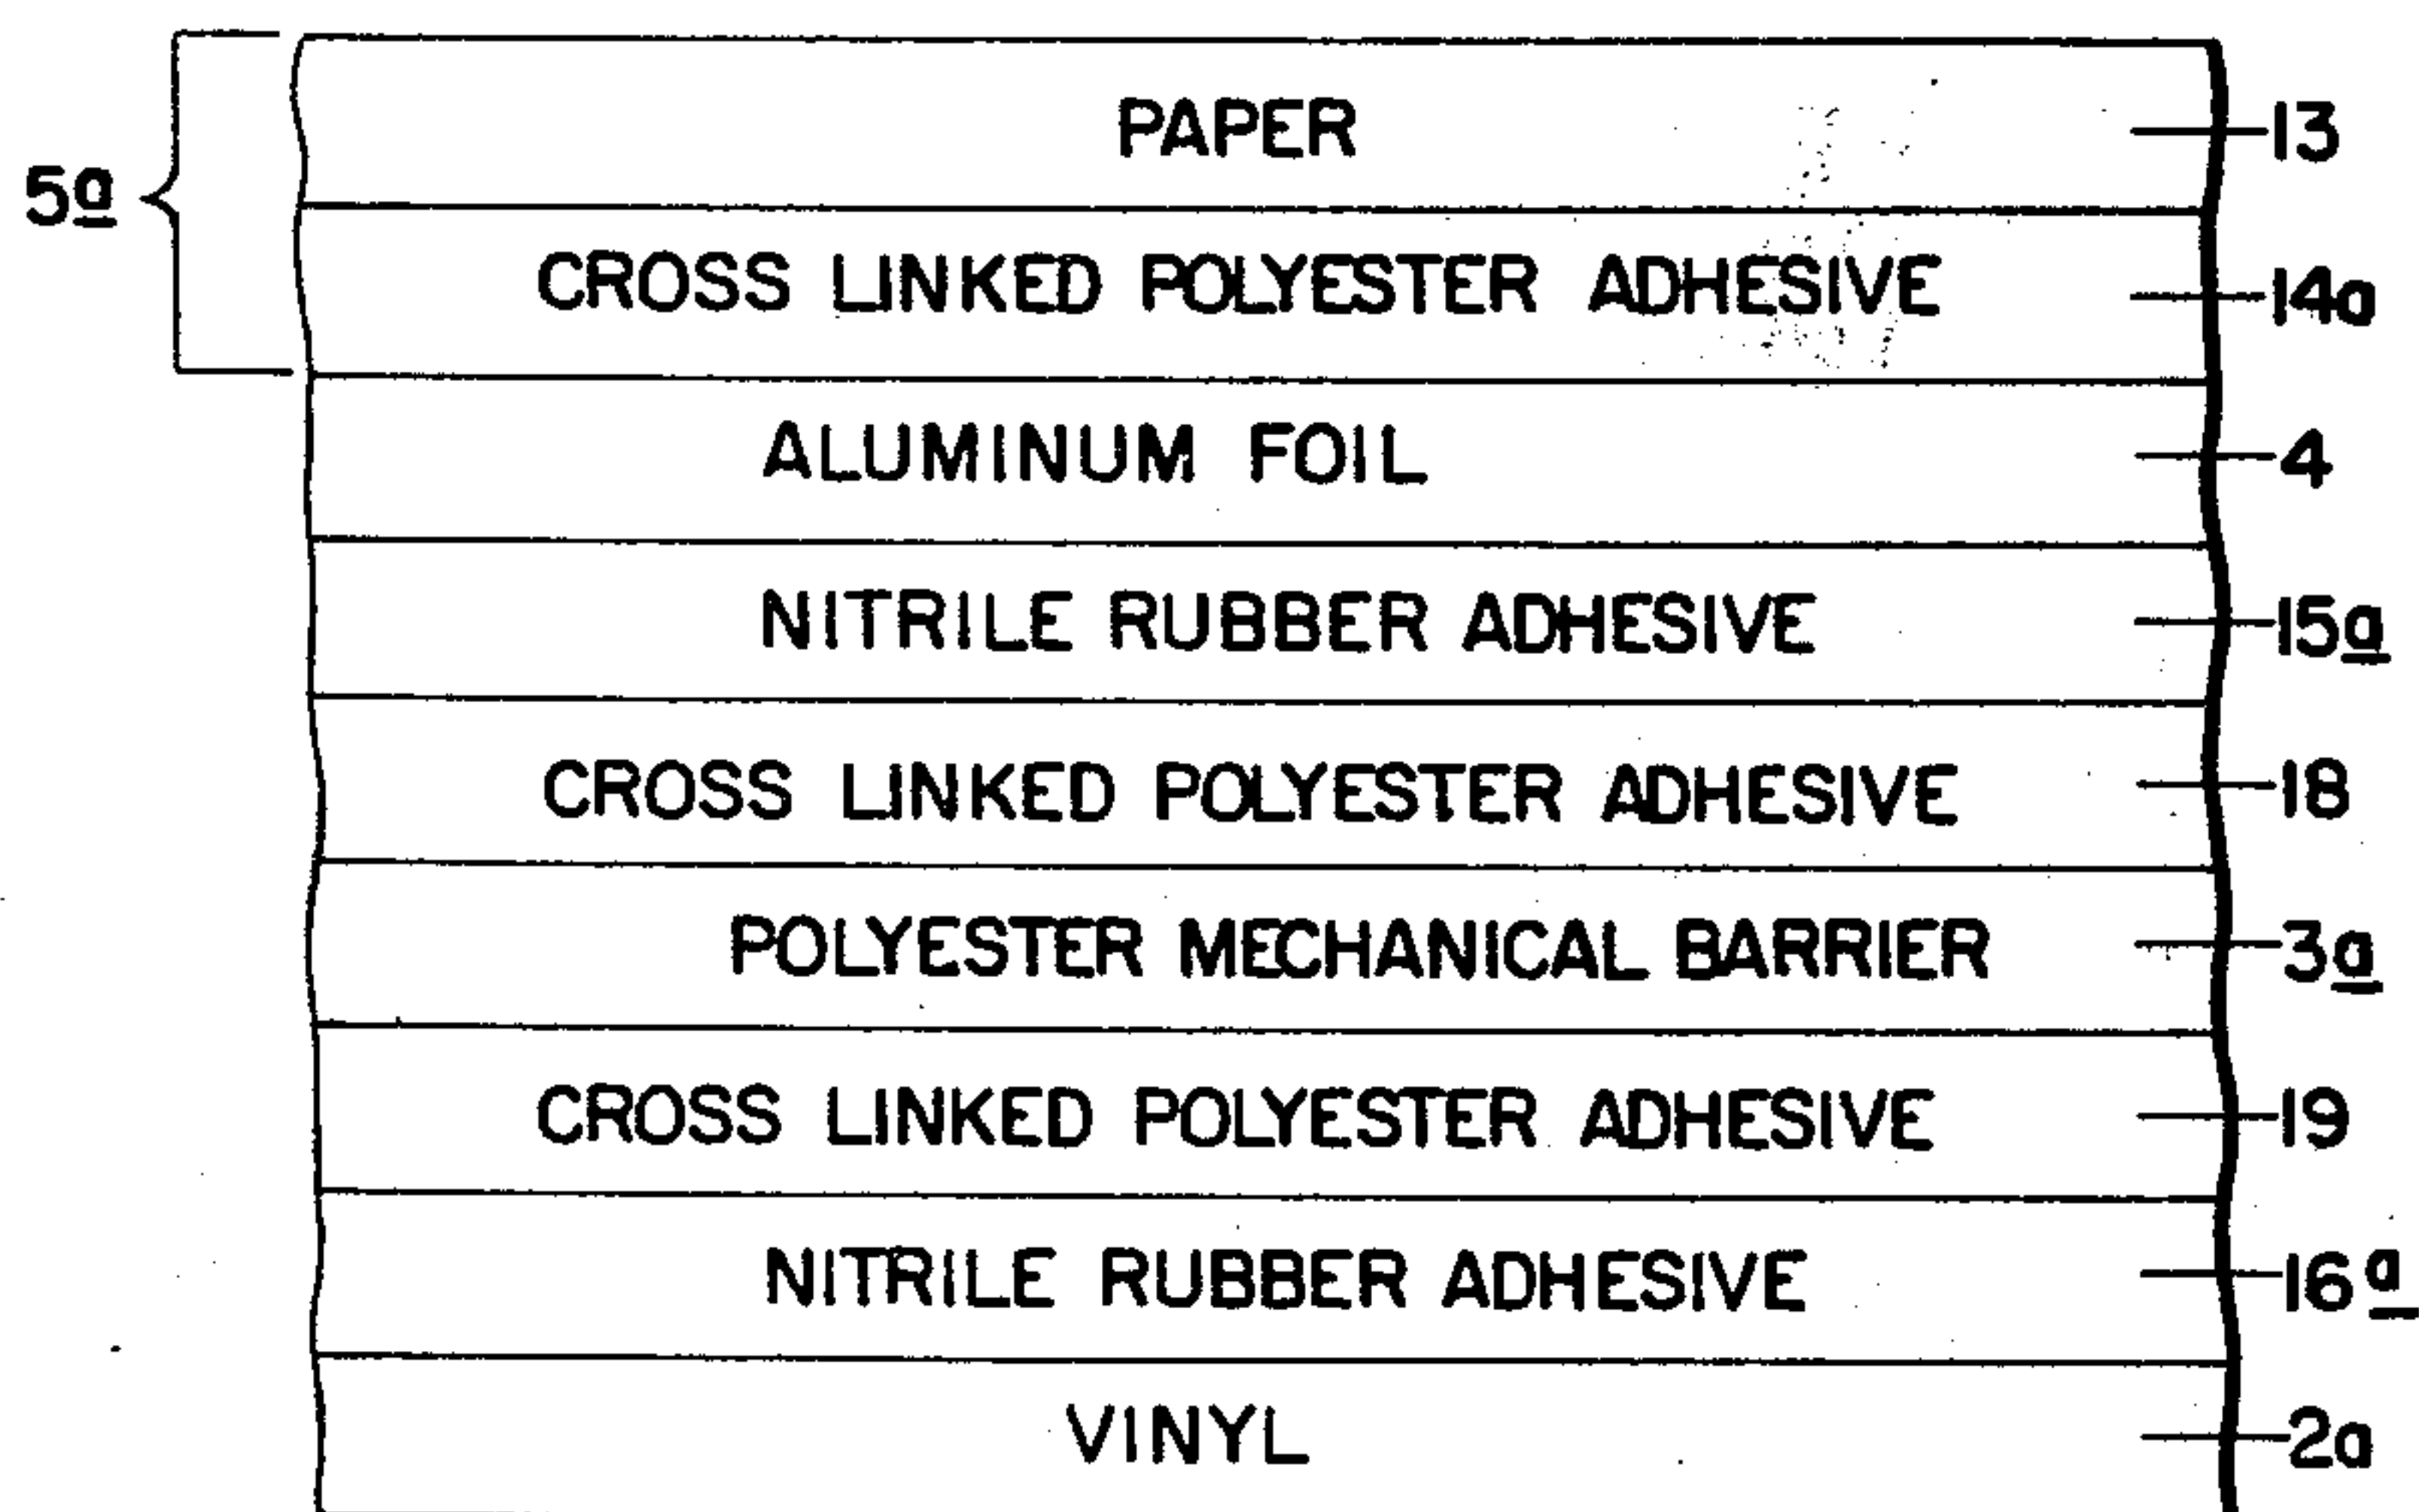 PAPER 13
5a
CROSS LINKED POLYESTER ADHESIVE 14a
ALUMINUM FOIL 4
NITRILE RUBBER ADHESIVE 15a
CROSS LINKED POLYESTER ADHESIVE 18
POLYESTER MECHANICAL BARRIER 3a
CROSS LINKED POLYESTER ADHESIVE 19
NITRILE RUBBER ADHESIVE 16a
VINYL 2a